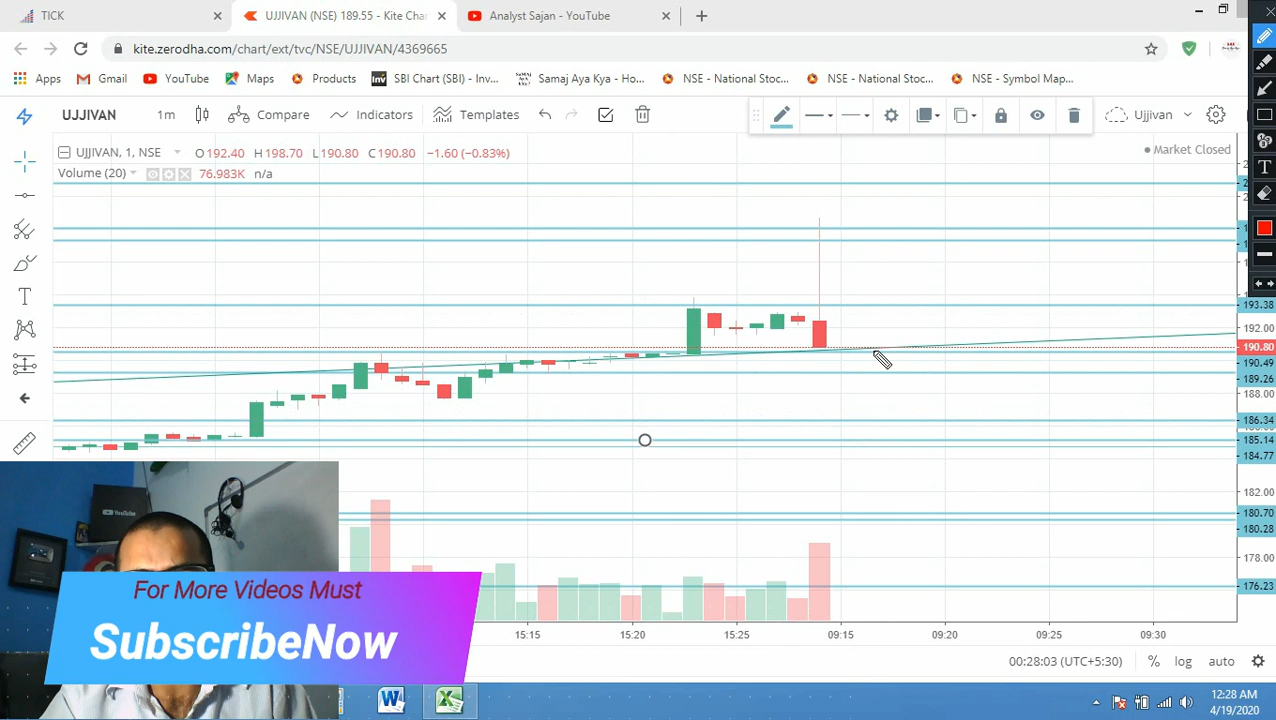 TICK
UJJIVAN (NSE) 189.55 - Kite Char
Analyst Sajan - YouTube
kite.zerodha.com/chart/ext/tvc/NSE/UJJIVAN/4369665
Apps
Gmail
YouTube
Maps
Products
SBI Chart (SBI) - Inv...
Samaj Aya Kya - Ho...
NSE - National Stoc...
NSE - National Stoc...
NSE - Symbol Map...
UJJIVAN
1m
Compare
Indicators
Templates
Ujjivan
UJJIVAN, 1, NSE
O192.40 H198.70 L190.80 C190.80 −1.60 (−0.83%)
Market Closed
Volume (20)
76.983K n/a
193.38
192.00
190.80
190.49
189.26
188.00
186.34
185.14
184.77
182.00
180.70
180.28
178.00
176.23
YouTube
For More Videos Must
SubscribeNow
15:15
15:20
15:25
09:15
09:20
09:25
09:30
00:28:03 (UTC+5:30)
%
log
auto
12:28 AM
4/19/2020